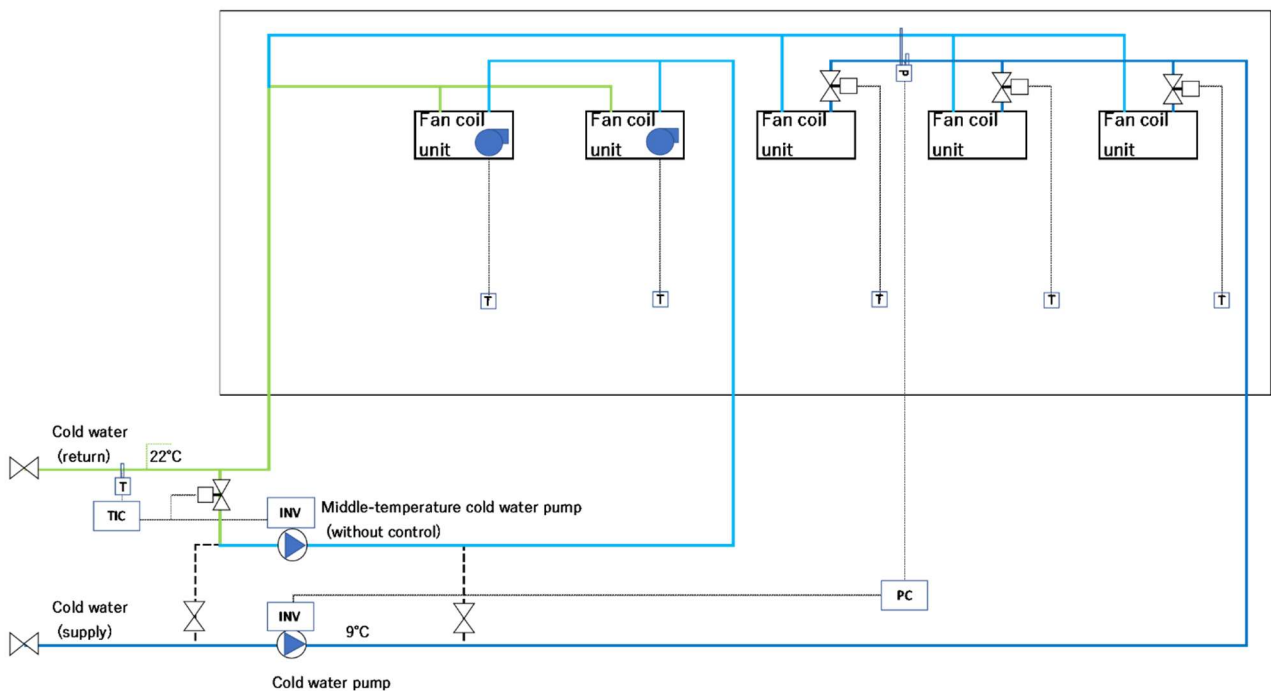 P
Fan coil
unit
Fan coil
unit
Fan coil
unit
Fan coil
unit
Fan coil
unit
T
T
T
T
T
Cold water
(return)
22°C
T
TIC
INV
Middle-temperature cold water pump
(without control)
PC
Cold water
(supply)
INV
9°C
Cold water pump